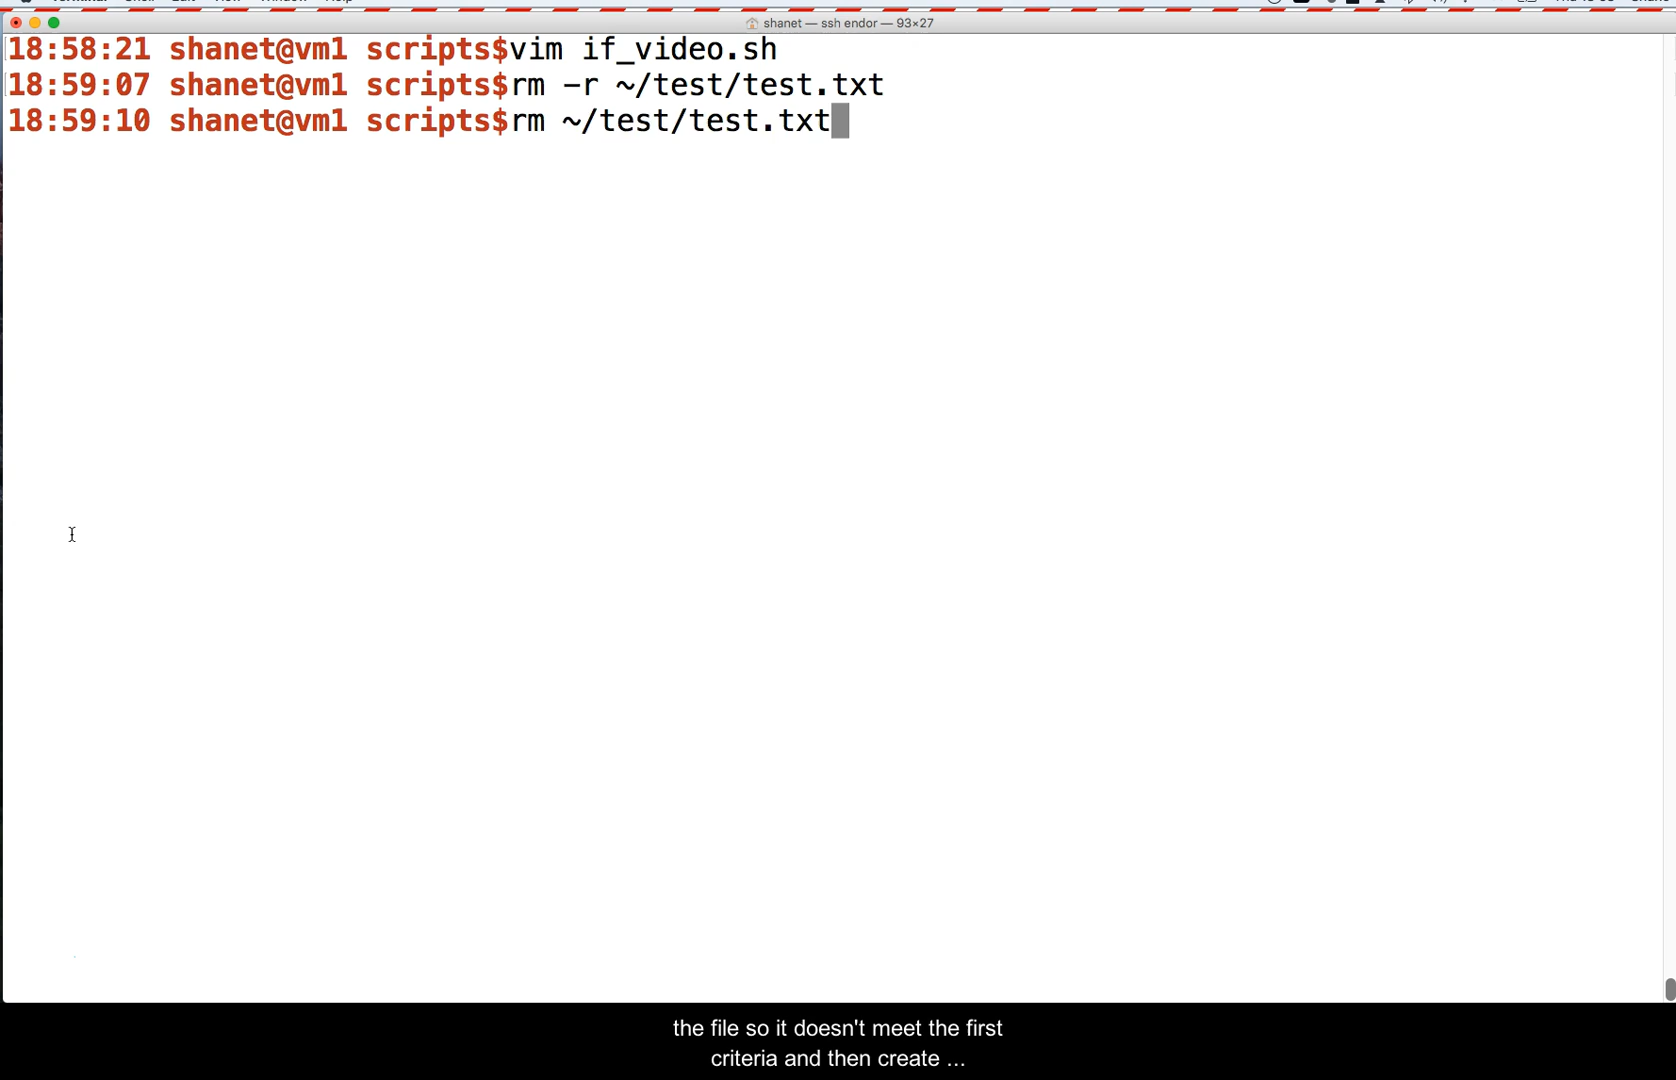 shanet — ssh endor — 93×27
18:58:21 shanet@vm1 scripts$vim if_video.sh
18:59:07 shanet@vm1 scripts$rm -r ~/test/test.txt
18:59:10 shanet@vm1 scripts$rm ~/test/test.txt
the file so it doesn't meet the first
criteria and then create ...